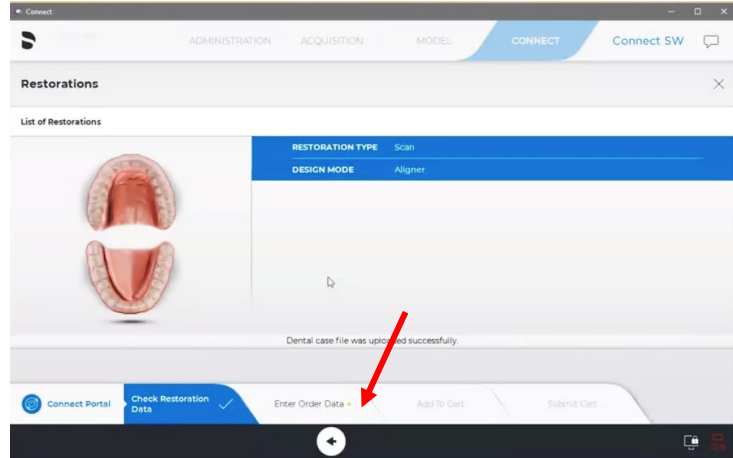 Connect
ADMINISTRATION ACQUISITION MODEL CONNECT Connect SW
Restorations
List of Restorations
RESTORATION TYPE Scan
DESIGN MODE Aligner
Dental case file was uploaded successfully.
Connect Portal
Check Restoration
Data
Enter Order Data
Add To Cart
Submit Cart